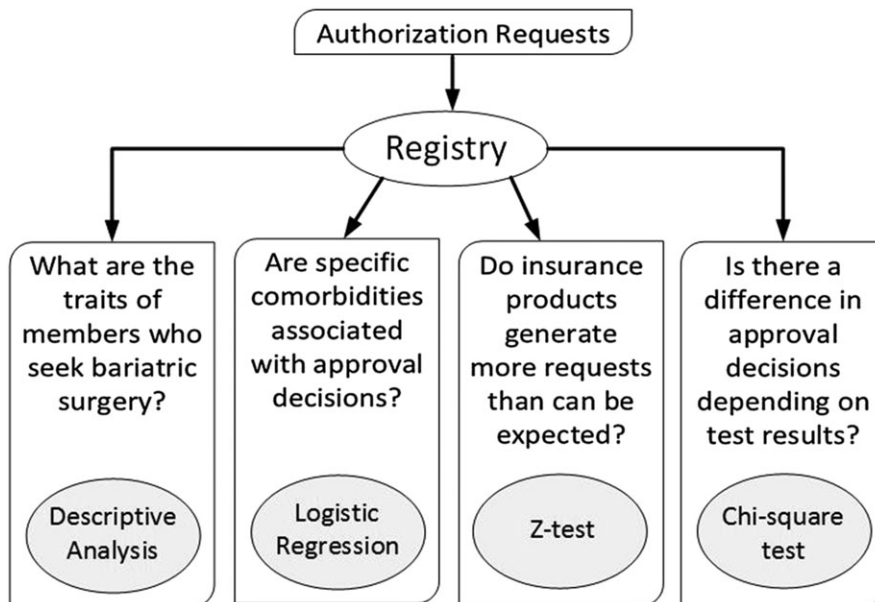 Authorization Requests
Registry
What are the
traits of
members who
seek bariatric
surgery?
Descriptive
Analysis
Are specific
comorbidities
associated
with approval
decisions?
Logistic
Regression
Do insurance
products
generate
more requests
than can be
expected?
Z-test
Is there a
difference in
approval
decisions
depending on
test results?
Chi-square
test